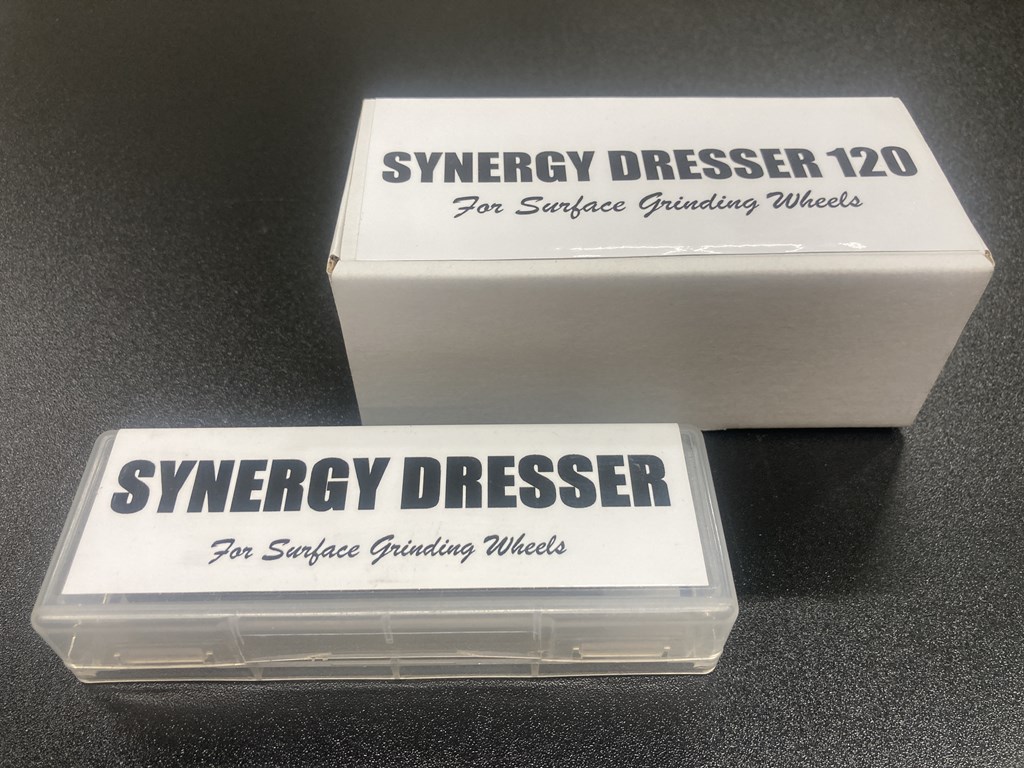 SYNERGY DRESSER 120
For Surface Grinding Wheels
SYNERGY DRESSER
For Surface Grinding Wheels